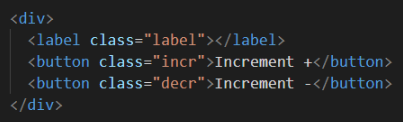 <div>
<label class="label"></label>
<button class="incr">Increment +</button>
<button class="decr">Increment -</button>
</div>